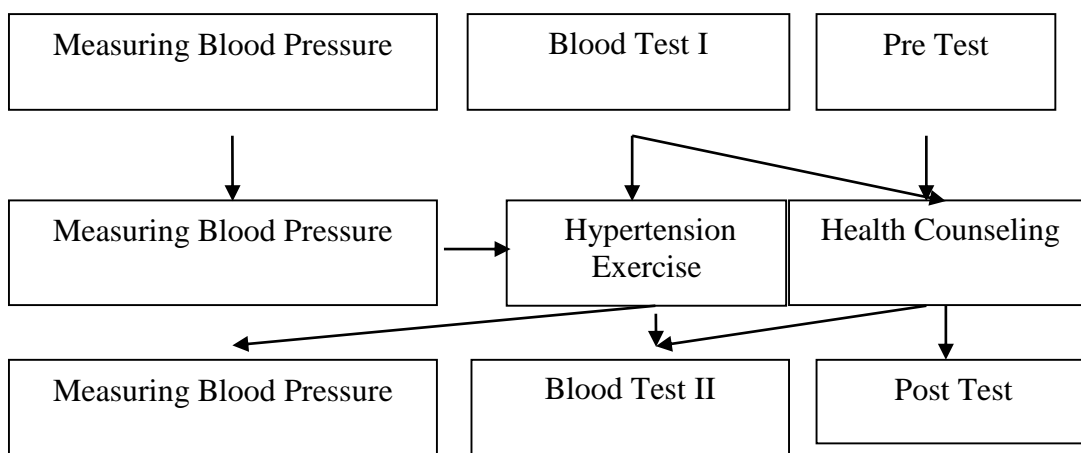 Measuring Blood Pressure
Blood Test I
Pre Test
Measuring Blood Pressure
Hypertension
Exercise
Health Counseling
Measuring Blood Pressure
Blood Test II
Post Test